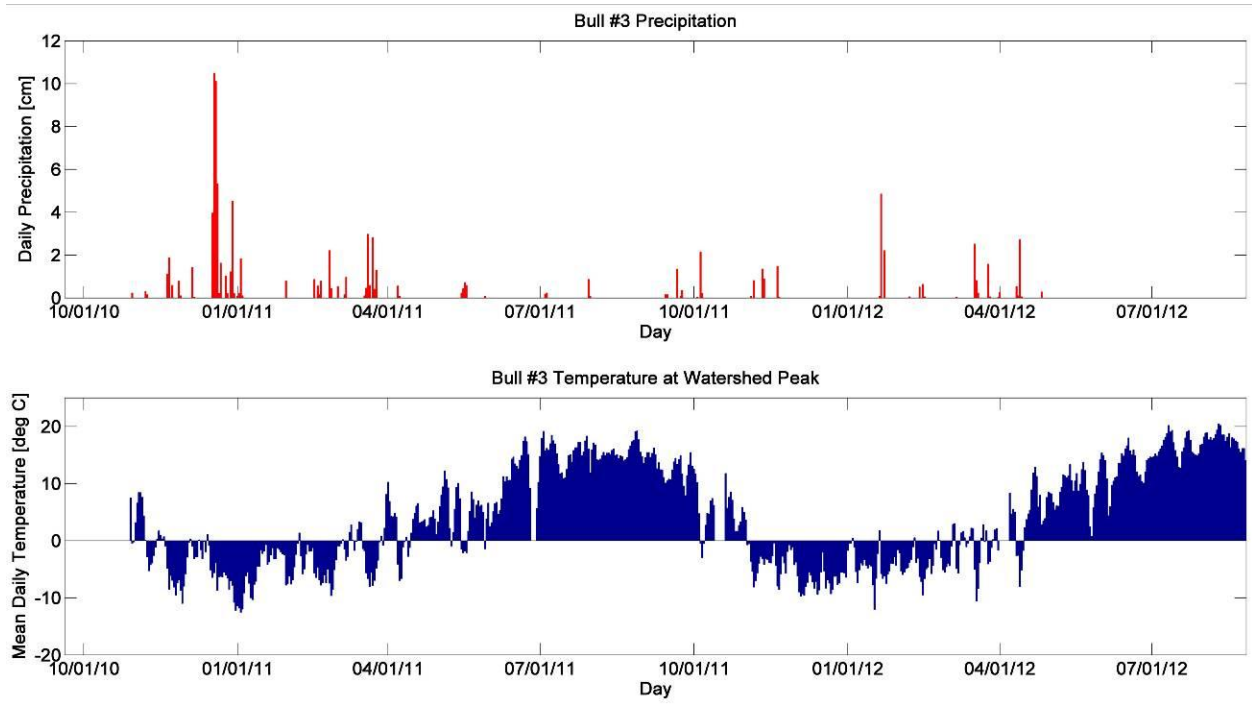 Bull #3 Precipitation
Daily Precipitation [cm]
12
10
8
6
4
2
0
10/01/10 01/01/11 04/01/11 07/01/11 10/01/11 01/01/12 04/01/12 07/01/12
Day
Bull #3 Temperature at Watershed Peak
Mean Daily Temperature [deg C]
20
10
0
-10
-20
10/01/10 01/01/11 04/01/11 07/01/11 10/01/11 01/01/12 04/01/12 07/01/12
Day